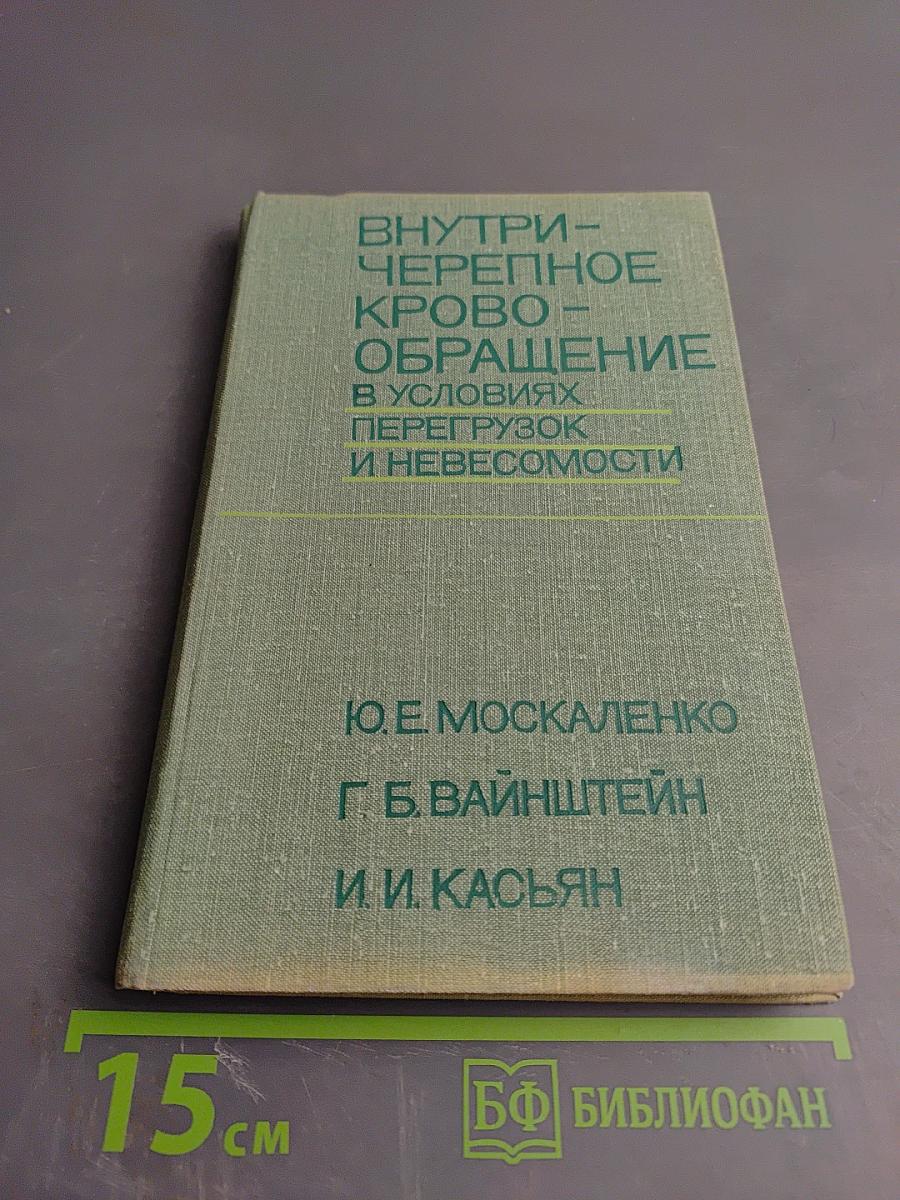 ВНУТРИ-
ЧЕРЕПНОЕ
КРОВО-
ОБРАЩЕНИЕ
В УСЛОВИЯХ
ПЕРЕГРУЗОК
И НЕВЕСОМОСТИ
Ю. Е. МОСКАЛЕНКО
Г. Б. ВАЙНШТЕЙН
И. И. КАСЬЯН
15 см
БФ БИБЛИОФАН